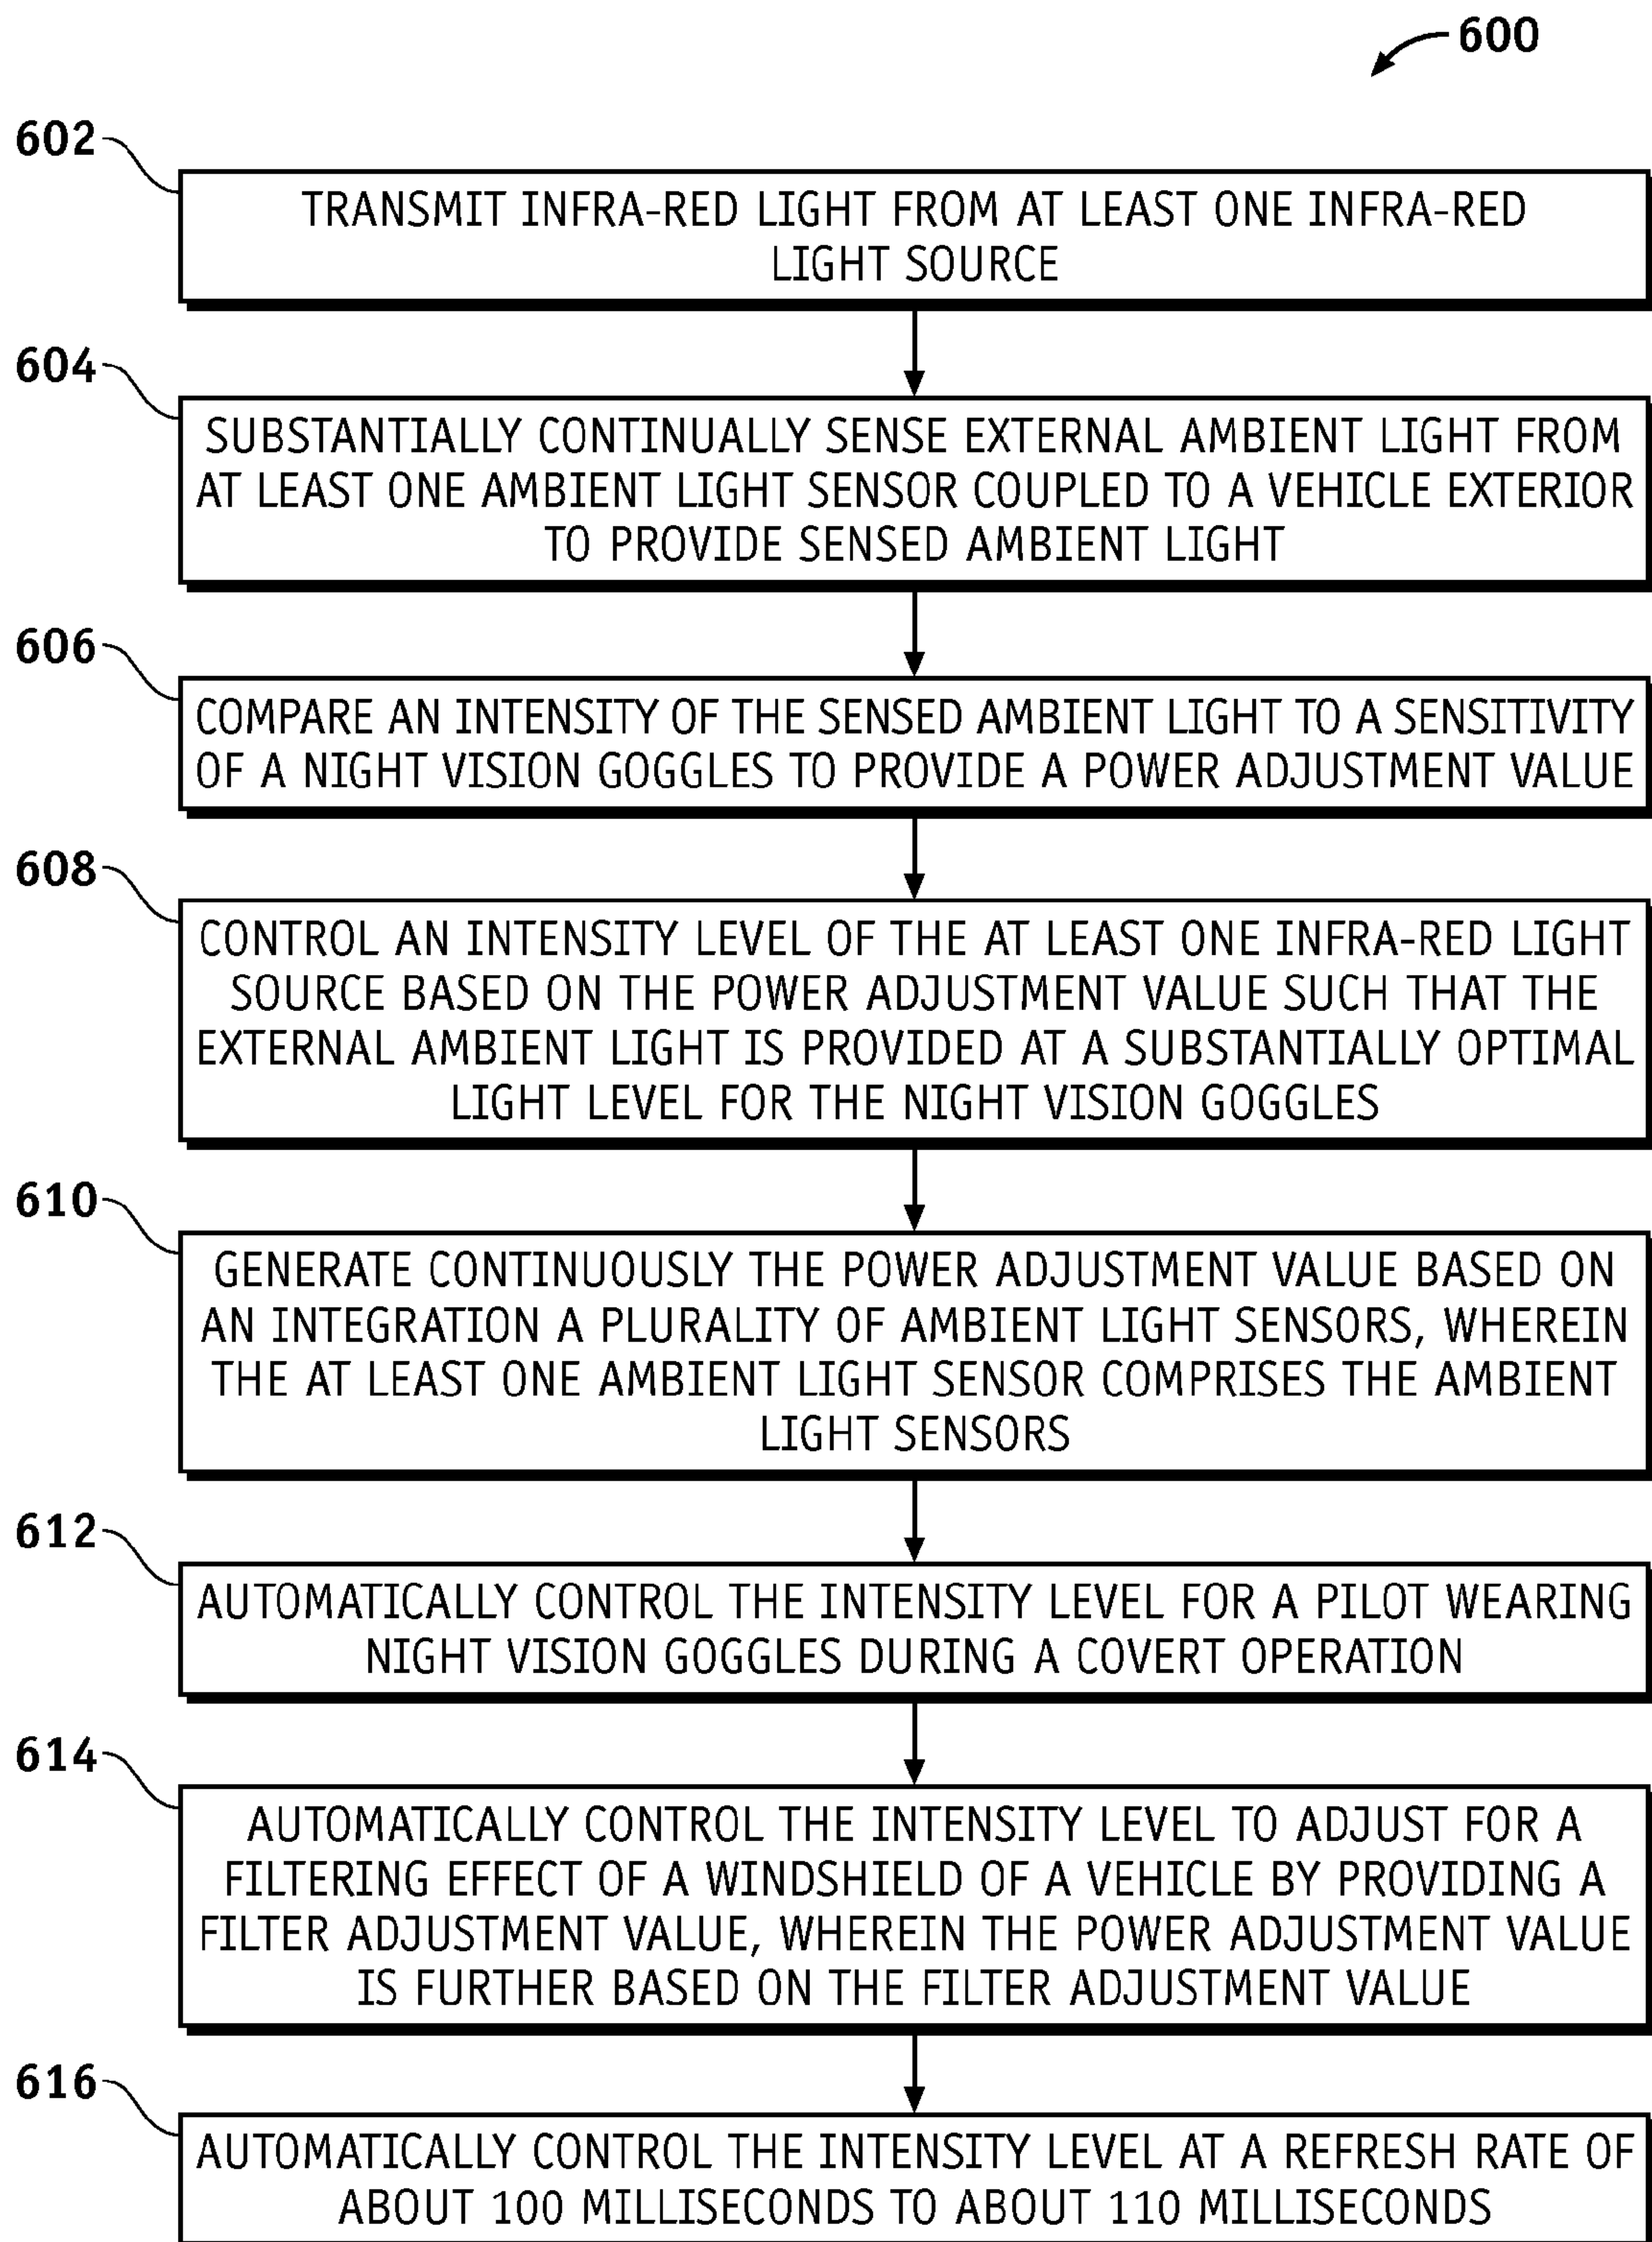 600
602
TRANSMIT INFRA-RED LIGHT FROM AT LEAST ONE INFRA-RED
LIGHT SOURCE
604
SUBSTANTIALLY CONTINUALLY SENSE EXTERNAL AMBIENT LIGHT FROM
AT LEAST ONE AMBIENT LIGHT SENSOR COUPLED TO A VEHICLE EXTERIOR
TO PROVIDE SENSED AMBIENT LIGHT
606
COMPARE AN INTENSITY OF THE SENSED AMBIENT LIGHT TO A SENSITIVITY
OF A NIGHT VISION GOGGLES TO PROVIDE A POWER ADJUSTMENT VALUE
608
CONTROL AN INTENSITY LEVEL OF THE AT LEAST ONE INFRA-RED LIGHT
SOURCE BASED ON THE POWER ADJUSTMENT VALUE SUCH THAT THE
EXTERNAL AMBIENT LIGHT IS PROVIDED AT A SUBSTANTIALLY OPTIMAL
LIGHT LEVEL FOR THE NIGHT VISION GOGGLES
610
GENERATE CONTINUOUSLY THE POWER ADJUSTMENT VALUE BASED ON
AN INTEGRATION A PLURALITY OF AMBIENT LIGHT SENSORS, WHEREIN
THE AT LEAST ONE AMBIENT LIGHT SENSOR COMPRISES THE AMBIENT
LIGHT SENSORS
612
AUTOMATICALLY CONTROL THE INTENSITY LEVEL FOR A PILOT WEARING
NIGHT VISION GOGGLES DURING A COVERT OPERATION
614
AUTOMATICALLY CONTROL THE INTENSITY LEVEL TO ADJUST FOR A
FILTERING EFFECT OF A WINDSHIELD OF A VEHICLE BY PROVIDING A
FILTER ADJUSTMENT VALUE, WHEREIN THE POWER ADJUSTMENT VALUE
IS FURTHER BASED ON THE FILTER ADJUSTMENT VALUE
616
AUTOMATICALLY CONTROL THE INTENSITY LEVEL AT A REFRESH RATE OF
ABOUT 100 MILLISECONDS TO ABOUT 110 MILLISECONDS